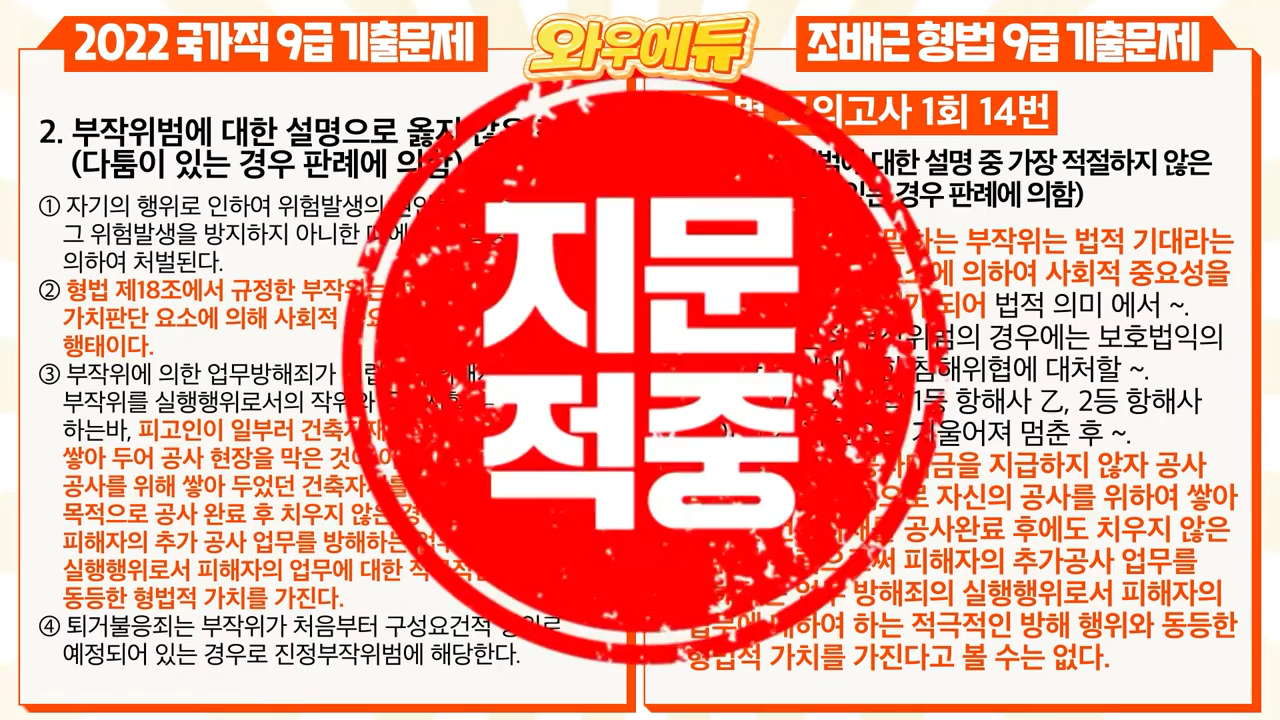 2022 국가직 9급 기출문제
와우에듀
조배근 형법 9급 기출문제
2. 부작위범에 대한 설명으로 옳지 않은
(다툼이 있는 경우 판례에 의함)
① 자기의 행위로 인하여 위험발생의
그 위험발생을 방지하지 아니한
의하여 처벌된다.
② 형법 제18조에서 규정한 부작위는
가치판단 요소에 의해 사회적
행태이다.
③ 부작위에 의한 업무방해죄가
부작위를 실행행위로서의 작위와
하는바, 피고인이 일부러 건축자재
쌓아 두어 공사 현장을 막은 것이
공사를 위해 쌓아 두었던 건축자재를
목적으로 공사 완료 후 치우지 않은
피해자의 추가 공사 업무를 방해하는
실행행위로서 피해자의 업무에 대한
동등한 형법적 가치를 가진다.
④ 퇴거불응죄는 부작위가 처음부터 구성요건적
예정되어 있는 경우로 진정부작위범에 해당한다.
모의고사 1회 14번
대한 설명 중 가장 적절하지 않은
있는 경우 판례에 의함)
부작위는 법적 기대라는
의하여 사회적 중요성을
되어 법적 의미 에서 ~.
경우에는 보호법익의
침해위협에 대처할 ~.
1등 항해사 乙, 2등 항해사
기울어져 멈춘 후 ~.
지급하지 않자 공사
자신의 공사를 위하여 쌓아
공사완료 후에도 치우지 않은
피해자의 추가공사 업무를
방해죄의 실행행위로서 피해자의
업무에 대하여 하는 적극적인 방해 행위와 동등한
형법적 가치를 가진다고 볼 수는 없다.
지문
적중